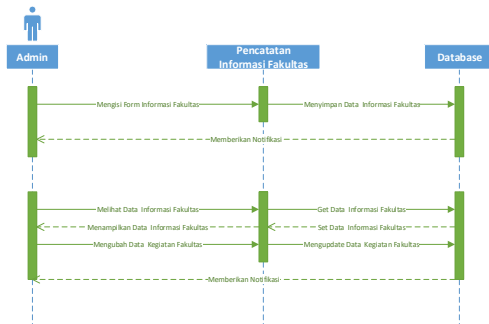 Admin
Pencatatan
Informasi Fakultas
Database
Mengisi Form Informasi Fakultas
Menyimpan Data Informasi Fakultas
Memberikan Notifikasi
Melihat Data Informasi Fakultas
Get Data Informasi Fakultas
Menampilkan Data Informasi Fakultas
Set Data Informasi Fakultas
Mengubah Data Kegiatan Fakultas
Mengupdate Data Kegiatan Fakultas
Memberikan Notifikasi